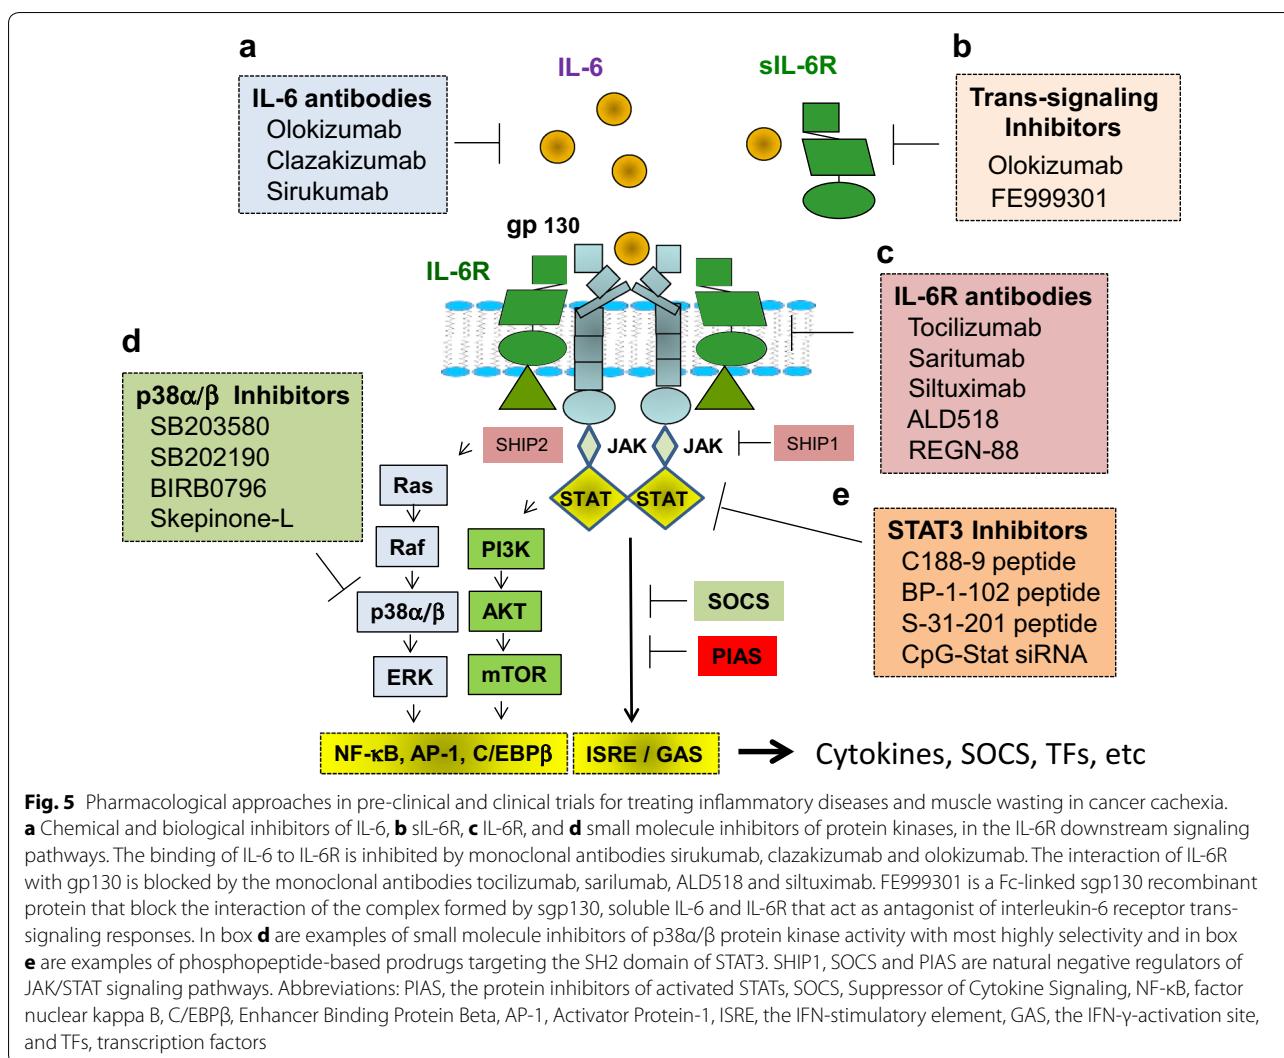 a
IL-6 antibodies
Olokizumab
Clazakizumab
Sirukumab
IL-6
sIL-6R
b
Trans-signaling
Inhibitors
Olokizumab
FE999301
gp 130
IL-6R
c
IL-6R antibodies
Tocilizumab
Saritumab
Siltuximab
ALD518
REGN-88
d
p38α/β Inhibitors
SB203580
SB202190
BIRB0796
Skepinone-L
SHIP2
JAK
JAK
SHIP1
STAT
STAT
Ras
Raf
p38α/β
ERK
PI3K
AKT
mTOR
SOCS
PIAS
e
STAT3 Inhibitors
C188-9 peptide
BP-1-102 peptide
S-31-201 peptide
CpG-Stat siRNA
NF-κB, AP-1, C/EBPβ
ISRE / GAS
Cytokines, SOCS, TFs, etc
Fig. 5 Pharmacological approaches in pre-clinical and clinical trials for treating inflammatory diseases and muscle wasting in cancer cachexia.
a Chemical and biological inhibitors of IL-6, b sIL-6R, c IL-6R, and d small molecule inhibitors of protein kinases, in the IL-6R downstream signaling
pathways. The binding of IL-6 to IL-6R is inhibited by monoclonal antibodies sirukumab, clazakizumab and olokizumab. The interaction of IL-6R
with gp130 is blocked by the monoclonal antibodies tocilizumab, sarilumab, ALD518 and siltuximab. FE999301 is a Fc-linked sgp130 recombinant
protein that block the interaction of the complex formed by sgp130, soluble IL-6 and IL-6R that act as antagonist of interleukin-6 receptor trans-
signaling responses. In box d are examples of small molecule inhibitors of p38α/β protein kinase activity with most highly selectivity and in box
e are examples of phosphopeptide-based prodrugs targeting the SH2 domain of STAT3. SHIP1, SOCS and PIAS are natural negative regulators of
JAK/STAT signaling pathways. Abbreviations: PIAS, the protein inhibitors of activated STATs, SOCS, Suppressor of Cytokine Signaling, NF-κB, factor
nuclear kappa B, C/EBPβ, Enhancer Binding Protein Beta, AP-1, Activator Protein-1, ISRE, the IFN-stimulatory element, GAS, the IFN-γ-activation site,
and TFs, transcription factors